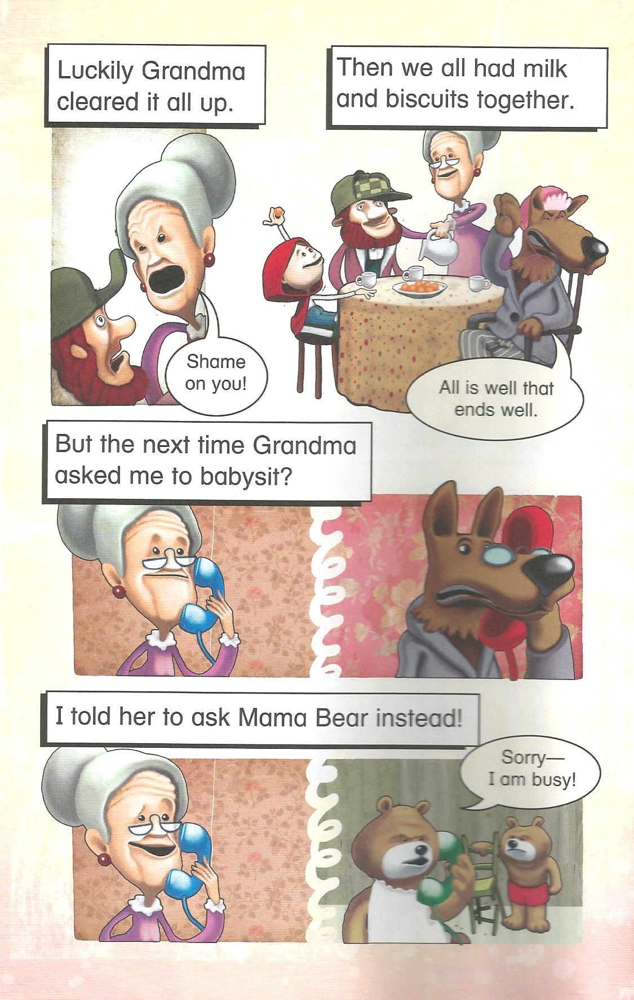 Luckily Grandma
cleared it all up.
Then we all had milk
and biscuits together.
Shame
on you!
All is well that
ends well.
But the next time Grandma
asked me to babysit?
I told her to ask Mama Bear instead!
Sorry—
I am busy!